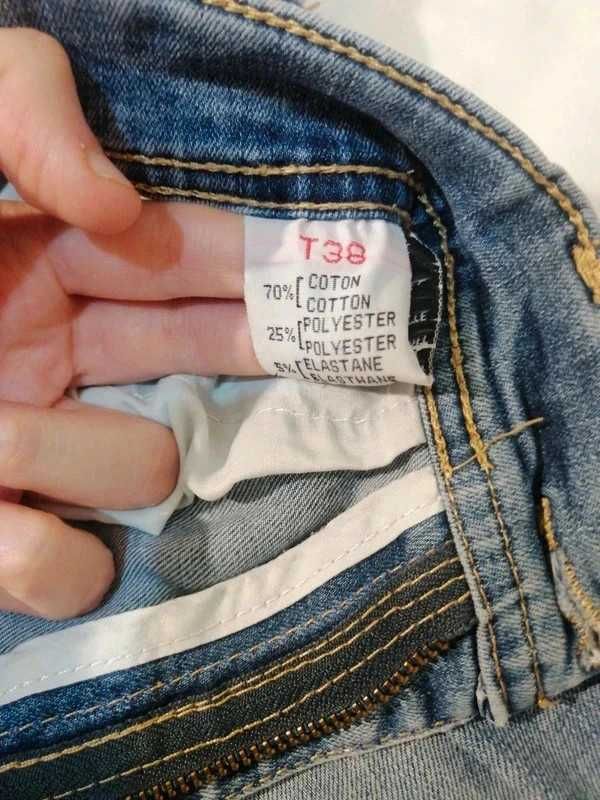 T38
70% COTON
COTTON
25% POLYESTER
POLYESTER
5% ELASTANE
ELASTHANE